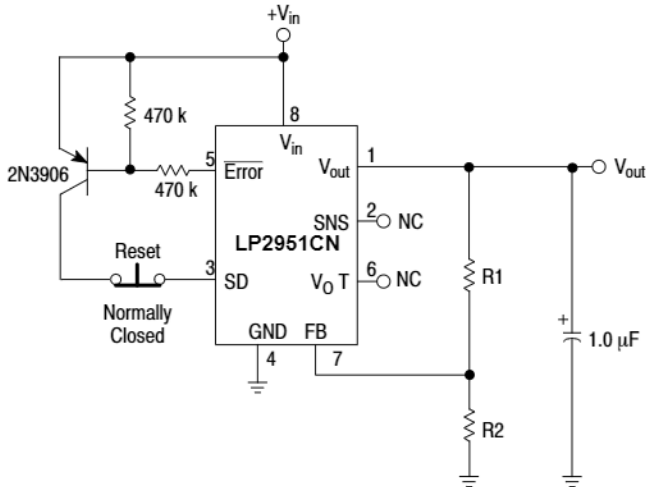 +Vin
470 k
8
Vin
5
Error
470 k
2N3906
1
Vout
Vout
SNS
2
NC
LP2951CN
Reset
3
SD
VO T
6
NC
R1
Normally
Closed
GND
FB
4
7
+
1.0 µF
R2